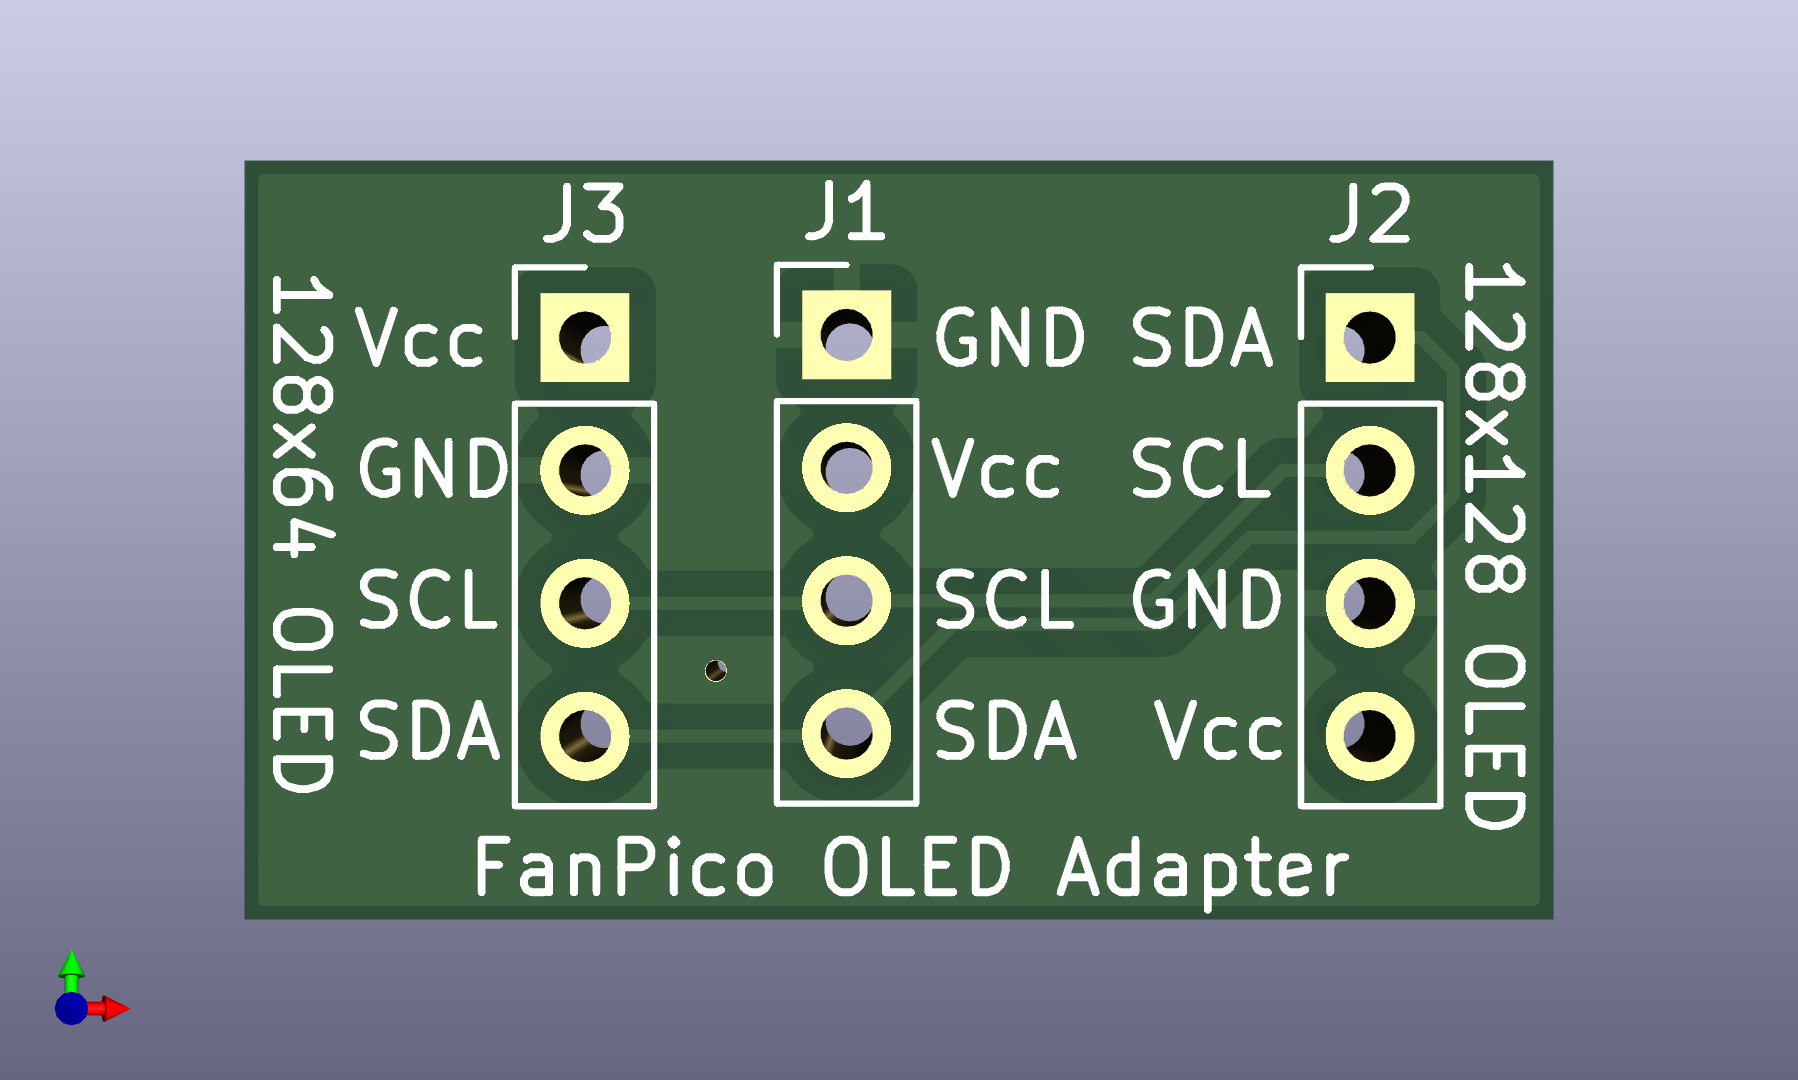 J3 J1 J2
128x64 OLED
Vcc
GND
SCL
SDA
GND
Vcc
SCL
SDA
SDA
SCL
GND
Vcc
128x128 OLED
FanPico OLED Adapter